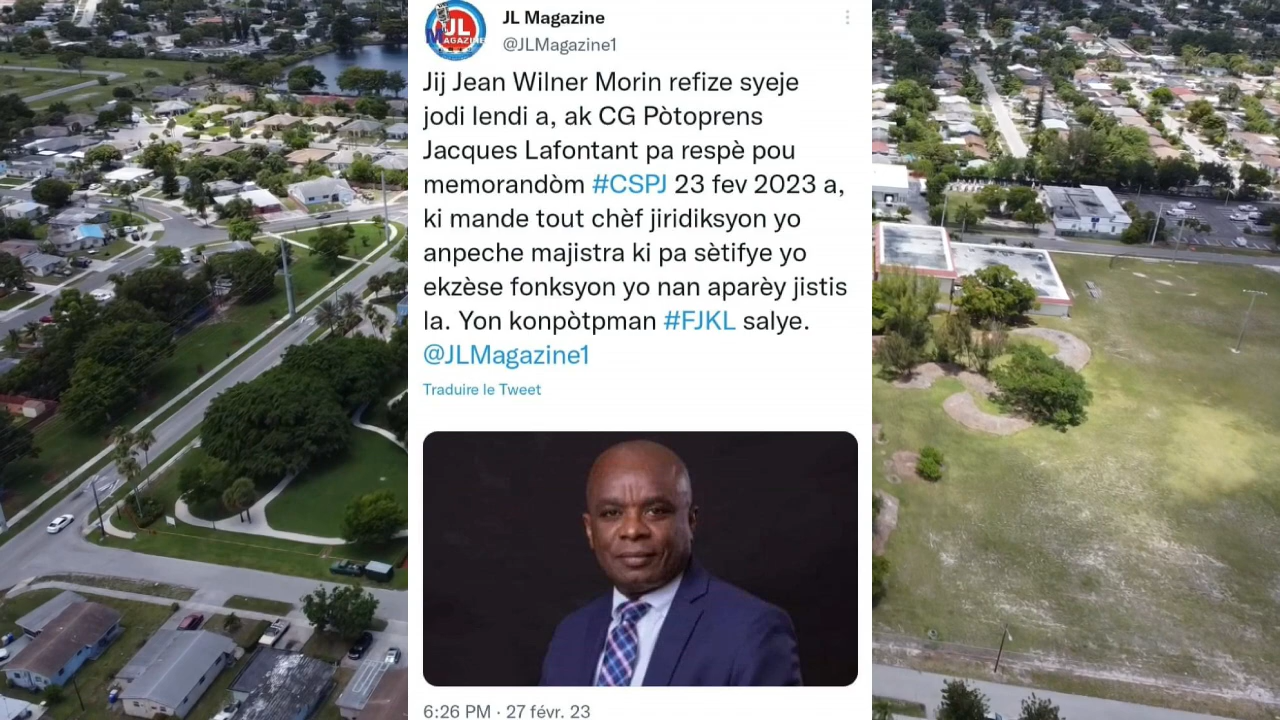 JL Magazine
@JLMagazine1
Jij Jean Wilner Morin refize syeje
jodi lendi a, ak CG Pòtoprens
Jacques Lafontant pa respè pou
memorandòm #CSPJ 23 fev 2023 a,
ki mande tout chèf jiridiksyon yo
anpeche majistra ki pa sètifye yo
ekzèse fonksyon yo nan aparèy jistis
la. Yon konpòtpman #FJKL salye.
@JLMagazine1
Traduire le Tweet
6:26 PM · 27 févr. 23